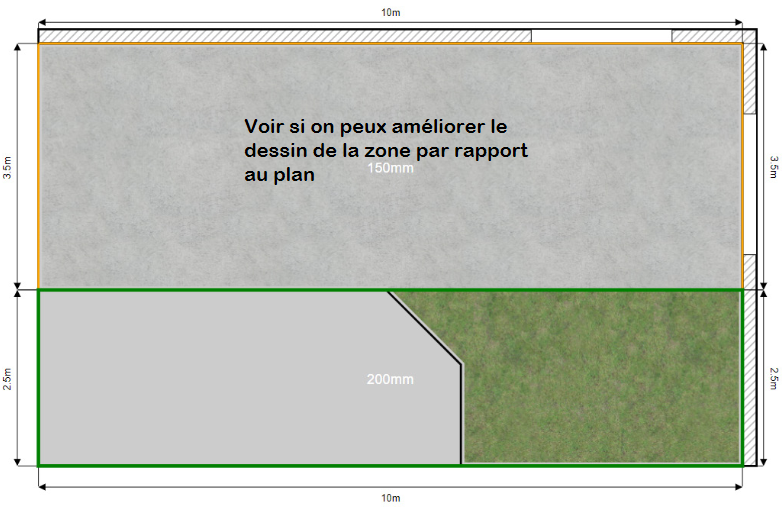 10m
Voir si on peux améliorer le
dessin de la zone par rapport
au plan
150mm
3.5m
3.5m
200mm
2.5m
2.5m
10m